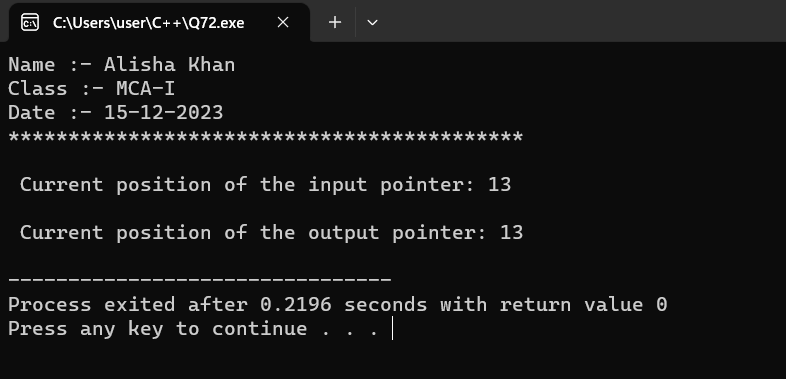 C:\Users\user\C++\Q72.exe
Name :- Alisha Khan
Class :- MCA-I
Date :- 15-12-2023
*******************************************
Current position of the input pointer: 13
Current position of the output pointer: 13
--------------------------------
Process exited after 0.2196 seconds with return value 0
Press any key to continue . . .